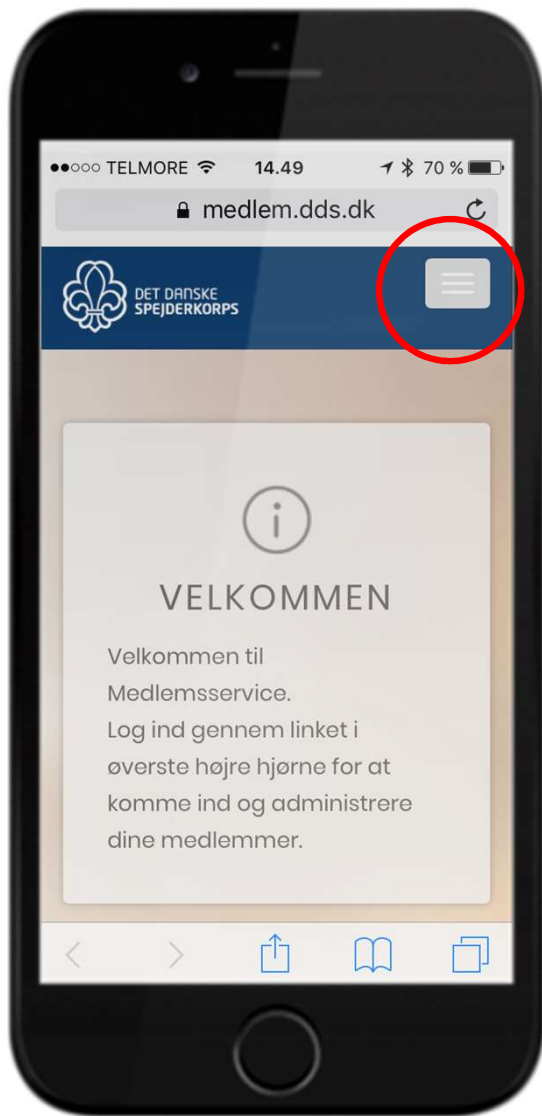 TELMORE 14.49 70 %
medlem.dds.dk
DET DANSKE
SPEJDERKORPS
VELKOMMEN
Velkommen til
Medlemsservice.
Log ind gennem linket i
øverste højre hjørne for at
komme ind og administrere
dine medlemmer.